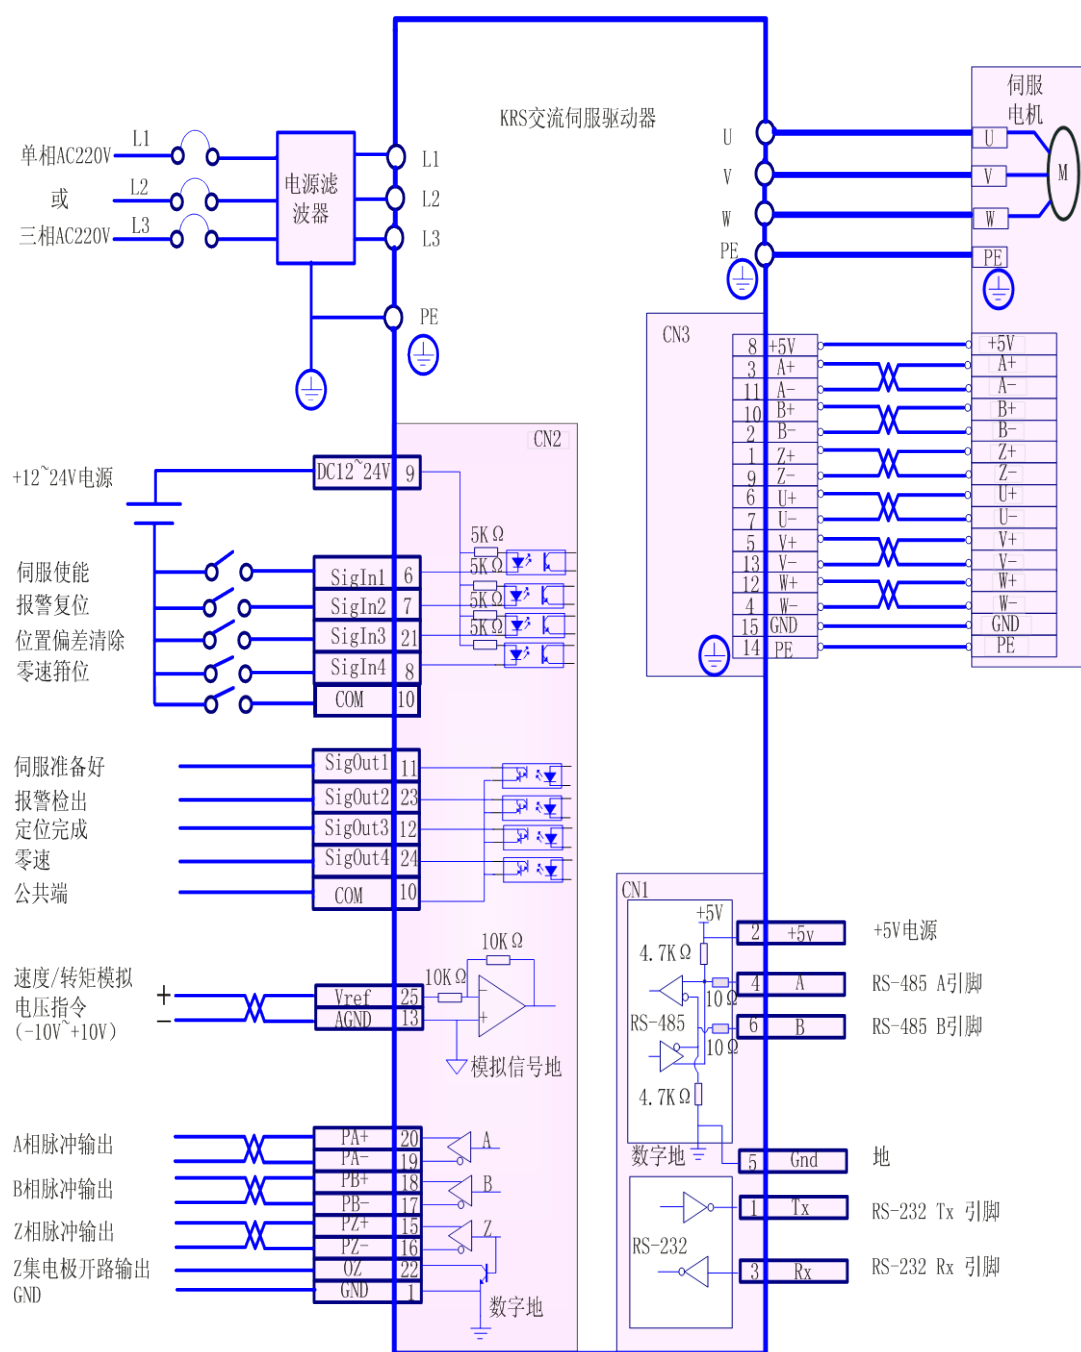 KRS交流伺服驱动器
单相AC220V
或
三相AC220V
L1
L2
L3
电源滤
波器
L1
L2
L3
PE
U
V
W
PE
伺服
电机
U
V
W
PE
M
CN3
8 +5V
3 A+
11 A-
10 B+
2 B-
1 Z+
9 Z-
6 U+
7 U-
5 V+
13 V-
12 W+
4 W-
15 GND
14 PE
+5V
A+
A-
B+
B-
Z+
Z-
U+
U-
V+
V-
W+
W-
GND
PE
CN2
+12~24V电源
DC12~24V 9
伺服使能
SigIn1 6
报警复位
SigIn2 7
位置偏差清除
SigIn3 21
零速箝位
SigIn4 8
COM 10
5KΩ
5KΩ
5KΩ
5KΩ
伺服准备好
SigOut1 11
报警检出
SigOut2 23
定位完成
SigOut3 12
零速
SigOut4 24
公共端
COM 10
速度/转矩模拟
电压指令
(-10V~+10V)
+
-
Vref 25
AGND 13
10KΩ
10KΩ
-
+
模拟信号地
A相脉冲输出
PA+ 20
PA- 19
A
B相脉冲输出
PB+ 18
PB- 17
B
Z相脉冲输出
PZ+ 15
PZ- 16
Z
Z集电极开路输出
OZ 22
GND
GND 1
数字地
CN1
+5V
4.7KΩ
10Ω
RS-485
10Ω
4.7KΩ
数字地
RS-232
2 +5v
+5V电源
4 A
RS-485 A引脚
6 B
RS-485 B引脚
5 Gnd
地
1 Tx
RS-232 Tx 引脚
3 Rx
RS-232 Rx 引脚